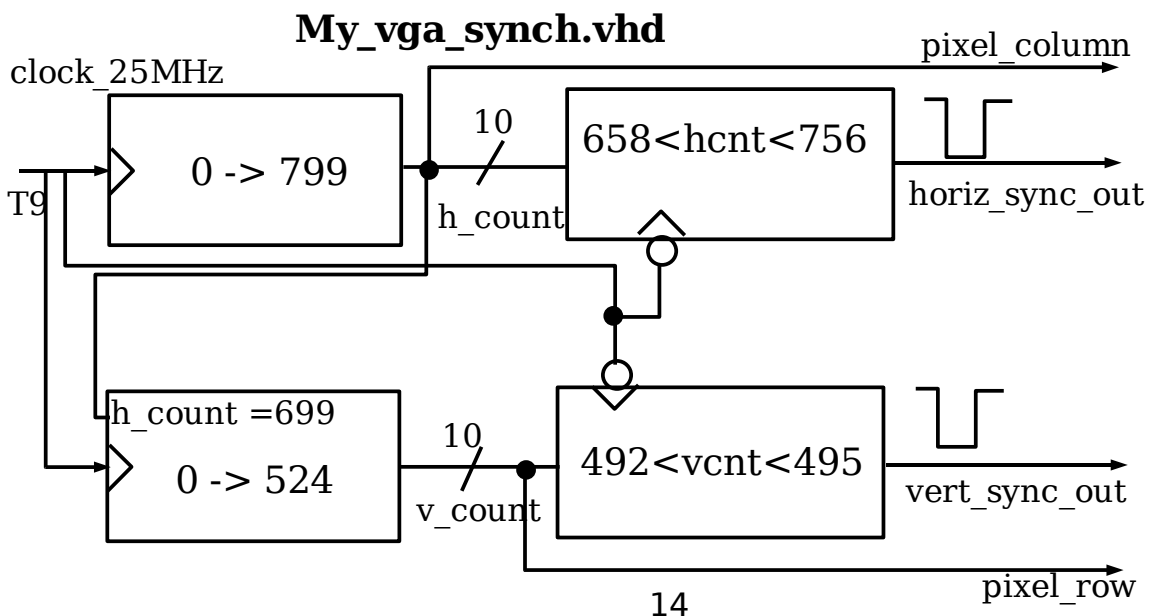 My_vga_synch.vhd
clock_25MHz
pixel_column
0 -> 799
10
658<hcnt<756
T9
h_count
horiz_sync_out
h_count =699
0 -> 524
10
492<vcnt<495
v_count
vert_sync_out
pixel_row
14